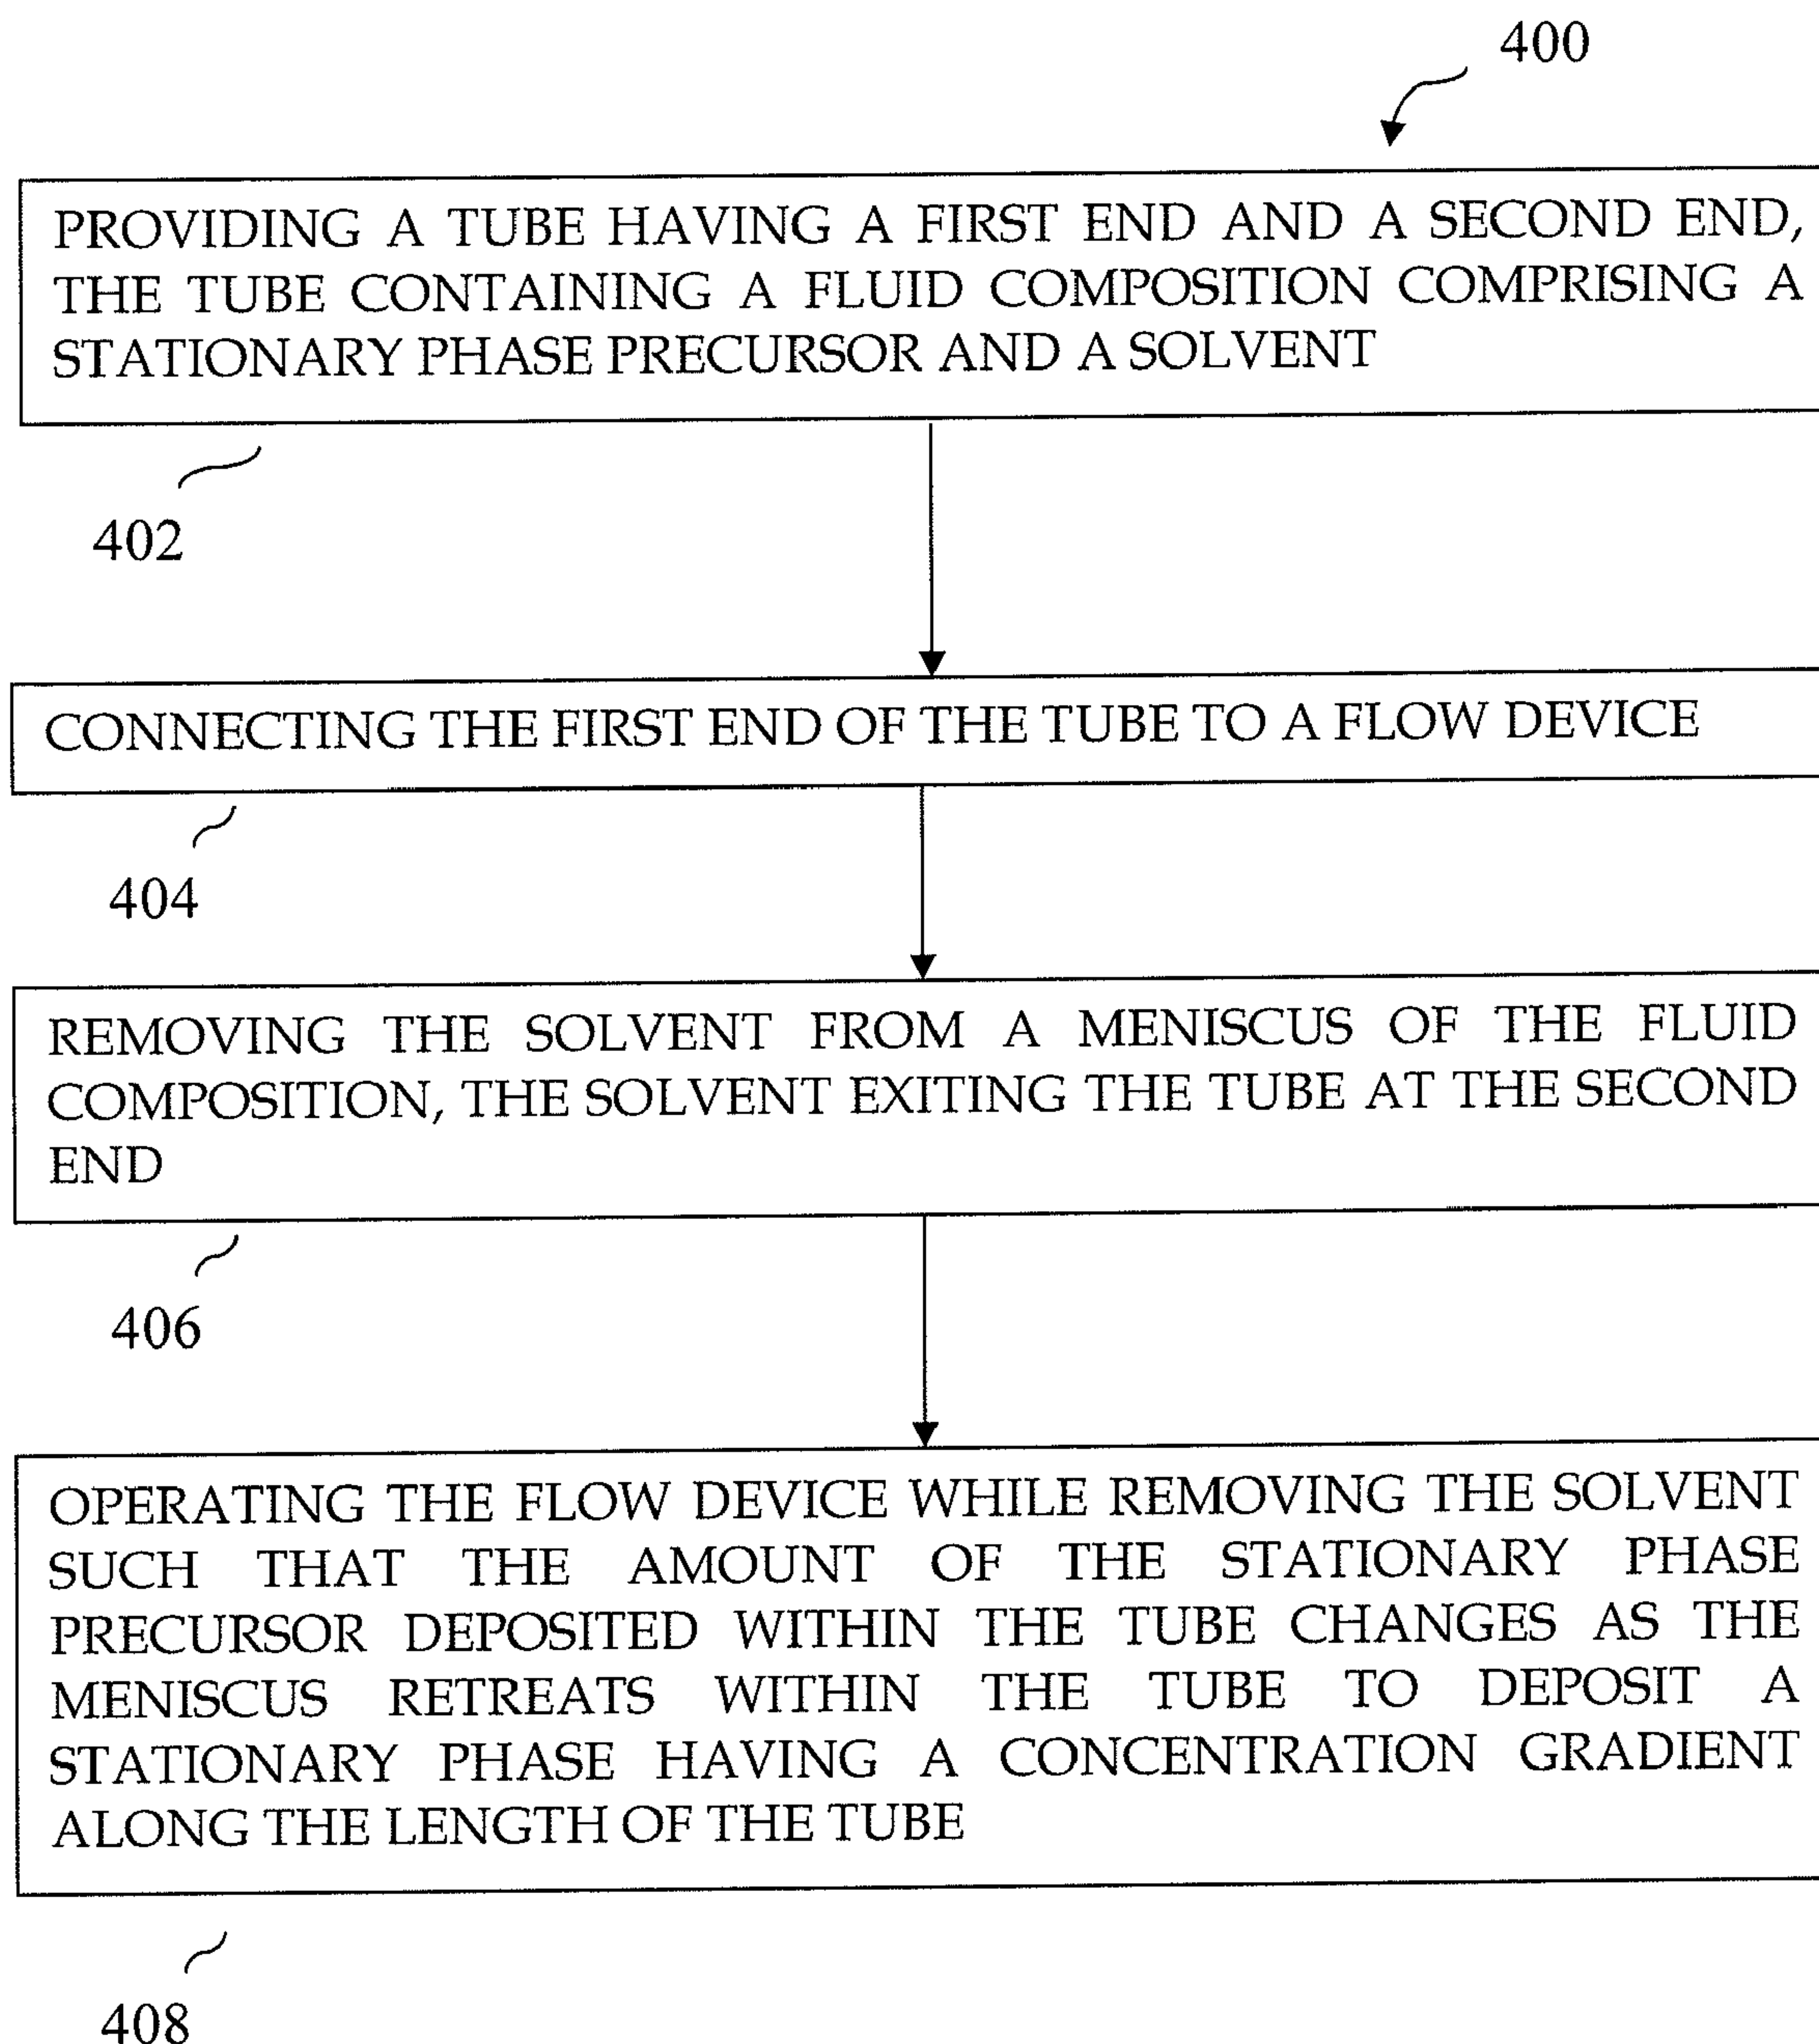 400
PROVIDING A TUBE HAVING A FIRST END AND A SECOND END,
THE TUBE CONTAINING A FLUID COMPOSITION COMPRISING A
STATIONARY PHASE PRECURSOR AND A SOLVENT
402
CONNECTING THE FIRST END OF THE TUBE TO A FLOW DEVICE
404
REMOVING THE SOLVENT FROM A MENISCUS OF THE FLUID
COMPOSITION, THE SOLVENT EXITING THE TUBE AT THE SECOND
END
406
OPERATING THE FLOW DEVICE WHILE REMOVING THE SOLVENT
SUCH THAT THE AMOUNT OF THE STATIONARY PHASE
PRECURSOR DEPOSITED WITHIN THE TUBE CHANGES AS THE
MENISCUS RETREATS WITHIN THE TUBE TO DEPOSIT A
STATIONARY PHASE HAVING A CONCENTRATION GRADIENT
ALONG THE LENGTH OF THE TUBE
408